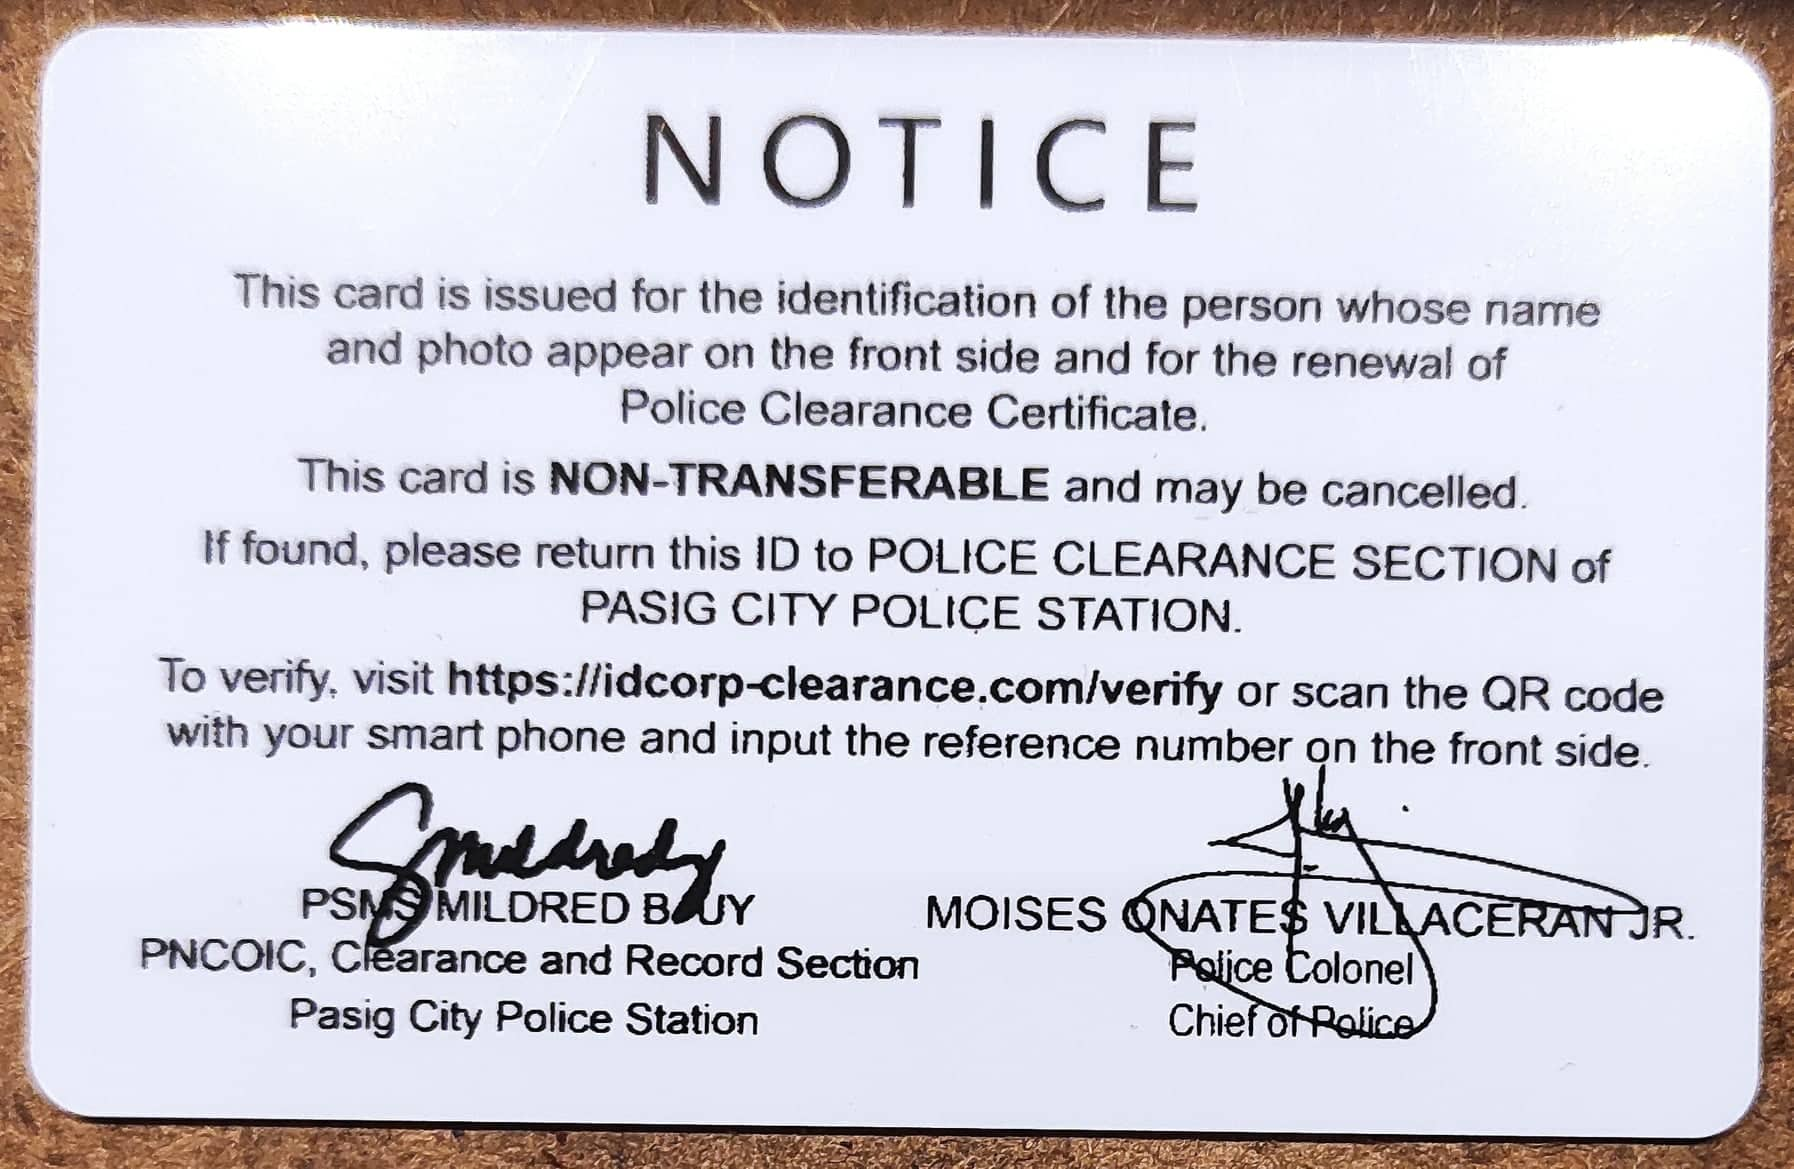 NOTICE
This card is issued for the identification of the person whose name
and photo appear on the front side and for the renewal of
Police Clearance Certificate.
This card is NON-TRANSFERABLE and may be cancelled.
If found, please return this ID to POLICE CLEARANCE SECTION of
PASIG CITY POLICE STATION.
To verify, visit https://idcorp-clearance.com/verify or scan the QR code
with your smart phone and input the reference number on the front side.
PSMS MILDRED B UY
MOISES ONATES VILLACERAN JR.
PNCOIC, Clearance and Record Section
Police Colonel
Pasig City Police Station
Chief of Police